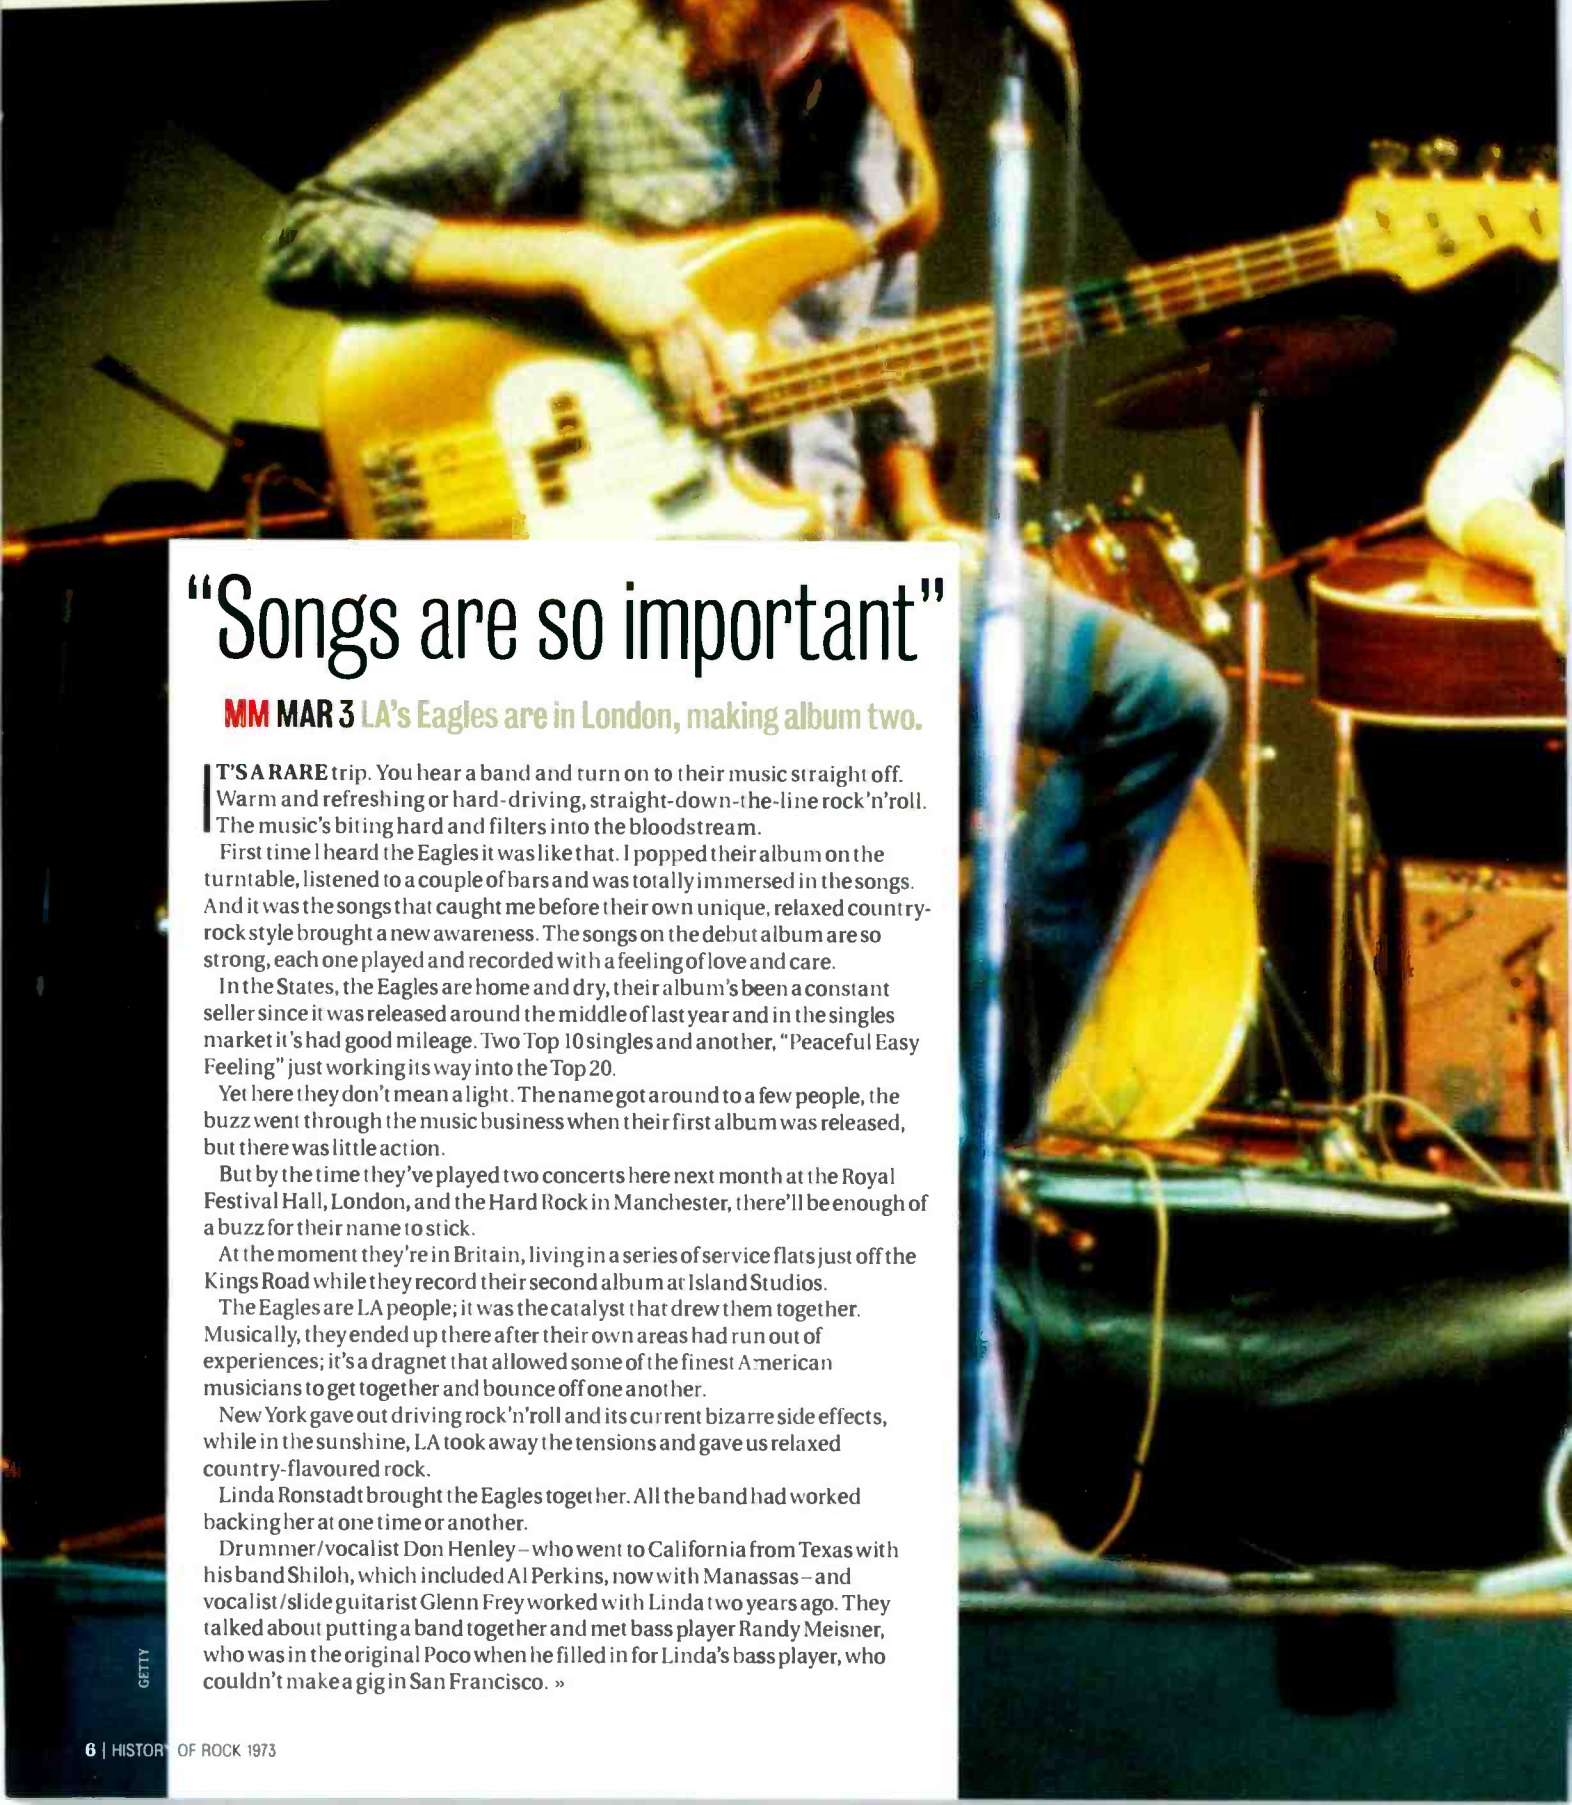 “Songs are so important”
MM MAR 3 LA’s Eagles are in London, making album two.
IT’S A RARE trip. You hear a band and turn on to their music straight off.
Warm and refreshing or hard-driving, straight-down-the-line rock’n’roll.
The music’s biting hard and filters into the bloodstream.
First time I heard the Eagles it was like that. I popped their album on the
turntable, listened to a couple of bars and was totally immersed in the songs.
And it was the songs that caught me before their own unique, relaxed country-
rock style brought a new awareness. The songs on the debut album are so
strong, each one played and recorded with a feeling of love and care.
In the States, the Eagles are home and dry, their album’s been a constant
seller since it was released around the middle of last year and in the singles
market it’s had good mileage. Two Top 10 singles and another, “Peaceful Easy
Feeling” just working its way into the Top 20.
Yet here they don’t mean a light. The name got around to a few people, the
buzz went through the music business when their first album was released,
but there was little action.
But by the time they’ve played two concerts here next month at the Royal
Festival Hall, London, and the Hard Rock in Manchester, there’ll be enough of
a buzz for their name to stick.
At the moment they’re in Britain, living in a series of service flats just off the
Kings Road while they record their second album at Island Studios.
The Eagles are LA people; it was the catalyst that drew them together.
Musically, they ended up there after their own areas had run out of
experiences; it’s a dragnet that allowed some of the finest American
musicians to get together and bounce off one another.
New York gave out driving rock’n’roll and its current bizarre side effects,
while in the sunshine, LA took away the tensions and gave us relaxed
country-flavoured rock.
Linda Ronstadt brought the Eagles together. All the band had worked
backing her at one time or another.
Drummer/vocalist Don Henley – who went to California from Texas with
his band Shiloh, which included Al Perkins, now with Manassas – and
vocalist/slide guitarist Glenn Frey worked with Linda two years ago. They
talked about putting a band together and met bass player Randy Meisner,
who was in the original Poco when he filled in for Linda’s bass player, who
couldn’t make a gig in San Francisco. »
GETTY
6 | HISTORY OF ROCK 1973